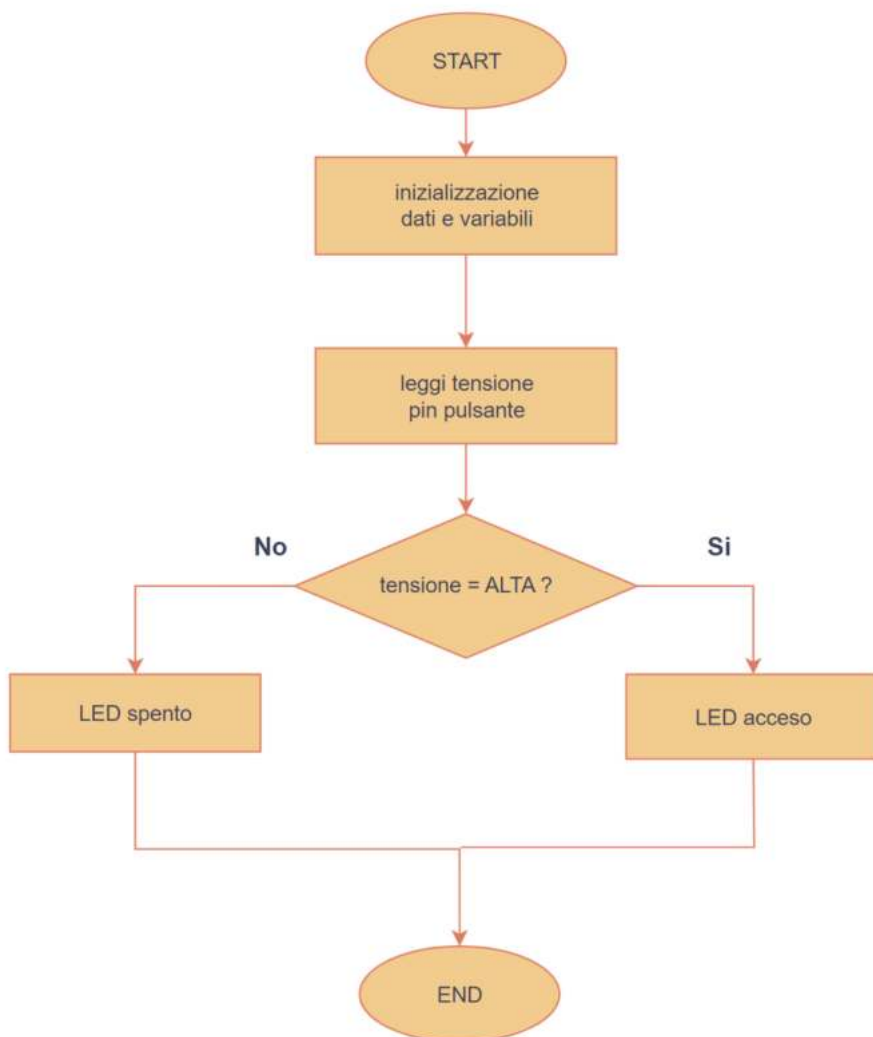 START
inizializzazione
dati e variabili
leggi tensione
pin pulsante
No
Si
tensione = ALTA ?
LED spento
LED acceso
END